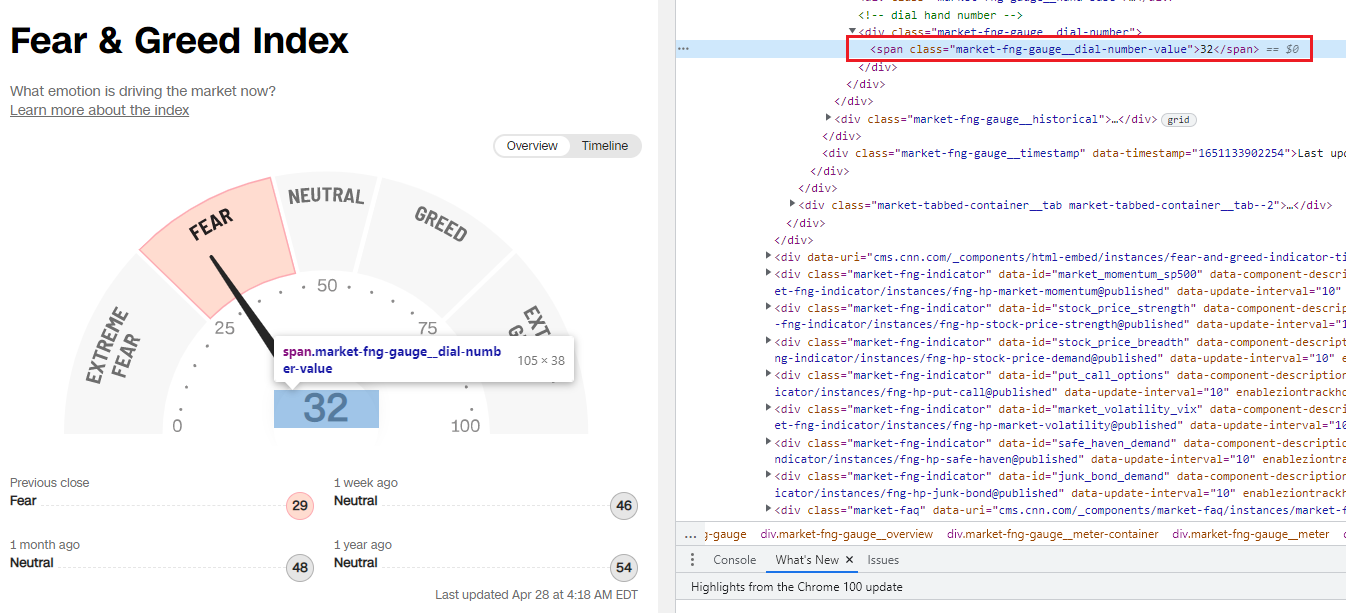 Fear & Greed Index
What emotion is driving the market now?
Learn more about the index
Overview Timeline
EXTREME FEAR
FEAR
NEUTRAL
GREED
0
25
50
75
100
span.market-fng-gauge__dial-numb
er-value
105 × 38
32
Previous close
Fear
29
1 week ago
Neutral
46
1 month ago
Neutral
48
1 year ago
Neutral
54
Last updated Apr 28 at 4:18 AM EDT
<!-- dial hand number -->
<div class="market-fng-gauge__dial-number">
<span class="market-fng-gauge__dial-number-value">32</span> == $0
</div>
</div>
</div>
<div class="market-fng-gauge__historical">…</div> grid
</div>
<div class="market-fng-gauge__timestamp" data-timestamp="1651133902254">Last up
</div>
</div>
<div class="market-tabbed-container__tab market-tabbed-container__tab--2">…</div>
</div>
</div>
<div data-uri="cms.cnn.com/_components/html-embed/instances/fear-and-greed-indicator-ti
<div class="market-fng-indicator" data-id="market_momentum_sp500" data-component-descri
et-fng-indicator/instances/fng-hp-market-momentum@published" data-update-interval="10"
<div class="market-fng-indicator" data-id="stock_price_strength" data-component-descrip
-fng-indicator/instances/fng-hp-stock-price-strength@published" data-update-interval="1
<div class="market-fng-indicator" data-id="stock_price_breadth" data-component-descript
ng-indicator/instances/fng-hp-stock-price-demand@published" data-update-interval="10" e
<div class="market-fng-indicator" data-id="put_call_options" data-component-description
icator/instances/fng-hp-put-call@published" data-update-interval="10" enableziontrackho
<div class="market-fng-indicator" data-id="market_volatility_vix" data-component-descri
et-fng-indicator/instances/fng-hp-market-volatility@published" data-update-interval="10
<div class="market-fng-indicator" data-id="safe_haven_demand" data-component-descriptio
ndicator/instances/fng-hp-safe-haven@published" data-update-interval="10" enableziontra
<div class="market-fng-indicator" data-id="junk_bond_demand" data-component-description
icator/instances/fng-hp-junk-bond@published" data-update-interval="10" enableziontrackh
<div class="market-faq" data-uri="cms.cnn.com/_components/market-faq/instances/market-f
… g-gauge div.market-fng-gauge__overview div.market-fng-gauge__meter-container div.market-fng-gauge__meter
Console What's New × Issues
Highlights from the Chrome 100 update